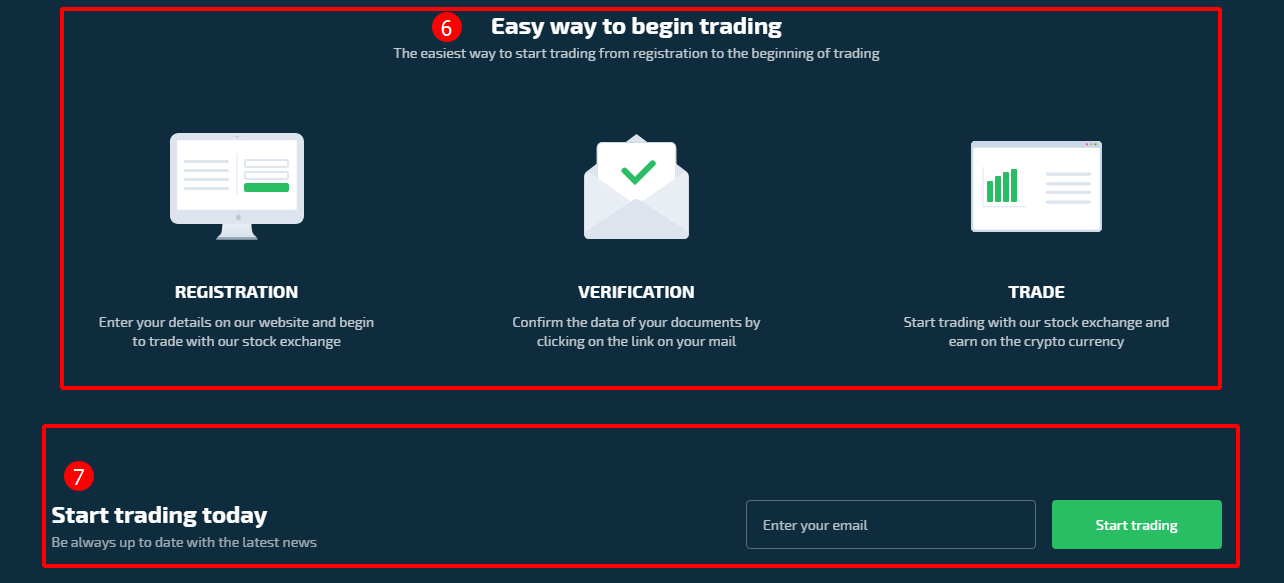 6 Easy way to begin trading
The easiest way to start trading from registration to the beginning of trading
REGISTRATION
Enter your details on our website and begin
to trade with our stock exchange
VERIFICATION
Confirm the data of your documents by
clicking on the link on your mail
TRADE
Start trading with our stock exchange and
earn on the crypto currency
7
Start trading today
Be always up to date with the latest news
Enter your email
Start trading